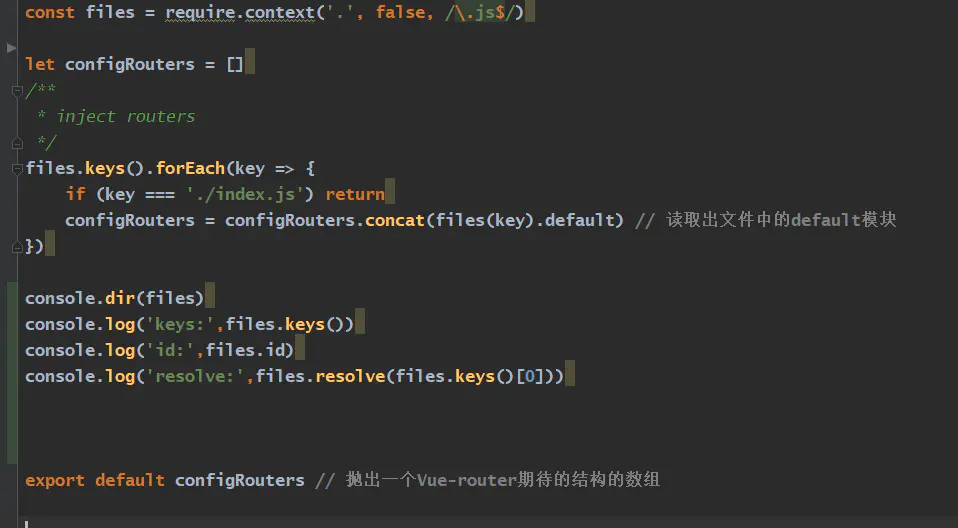 const files = require.context('.', false, /\.js$/)
let configRouters = []
/**
 * inject routers
 */
files.keys().forEach(key => {
    if (key === './index.js') return
    configRouters = configRouters.concat(files(key).default) // 读取出文件中的default模块
})
console.dir(files)
console.log('keys:',files.keys())
console.log('id:',files.id)
console.log('resolve:',files.resolve(files.keys()[0]))
export default configRouters // 抛出一个Vue-router期待的结构的数组